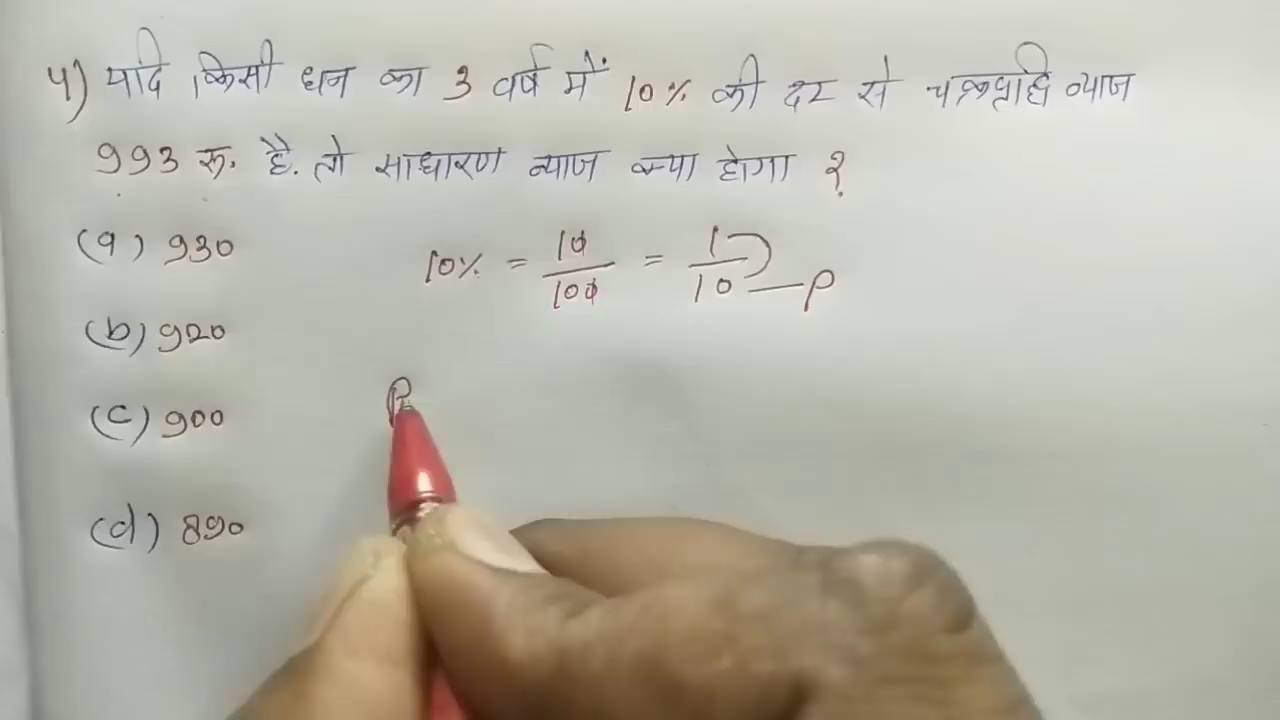 4) यदि किसी धन का 3 वर्ष में 10% की दर से चक्रवृद्धि ब्याज
993 रू. है. तो साधारण ब्याज क्या होगा ?
(a) 930
10% = 10/100 = 1/10 P
(b) 920
(c) 900
P
(d) 890